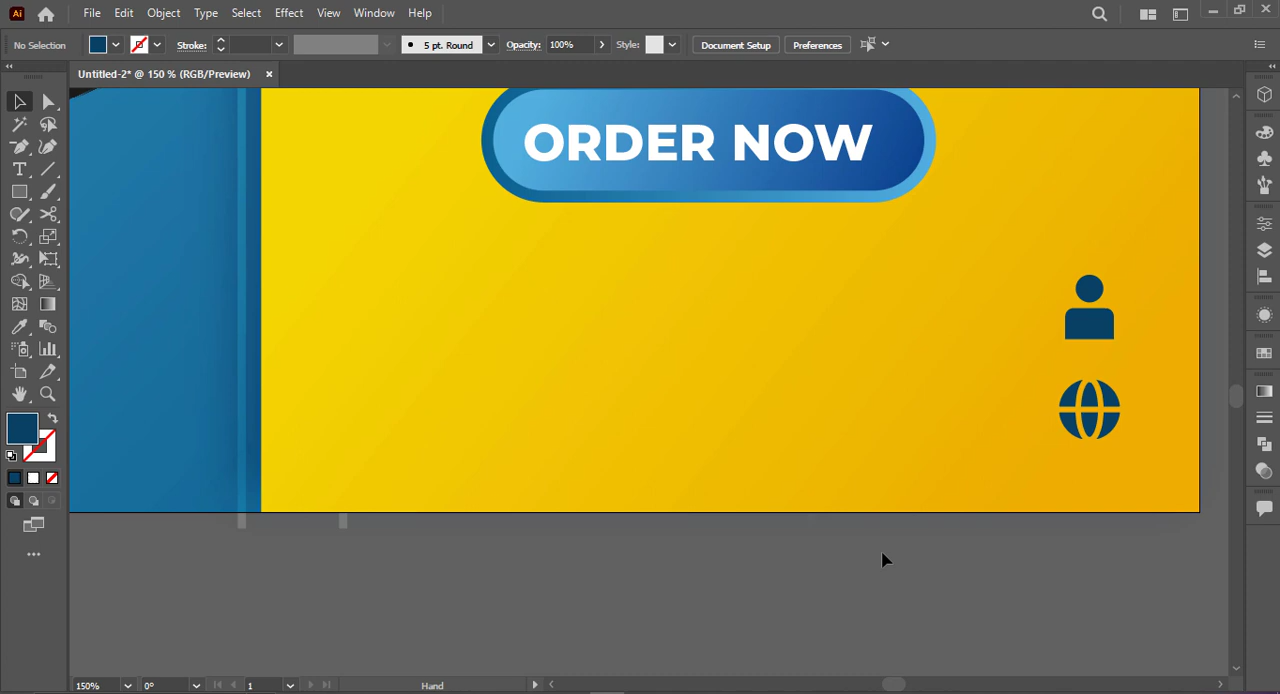 Ai
File Edit Object Type Select Effect View Window Help
No Selection
Stroke:
5 pt. Round
Opacity:
100%
Style:
Document Setup
Preferences
Untitled-2* @ 150 % (RGB/Preview) ×
ORDER NOW
T
150%
0°
1
Hand